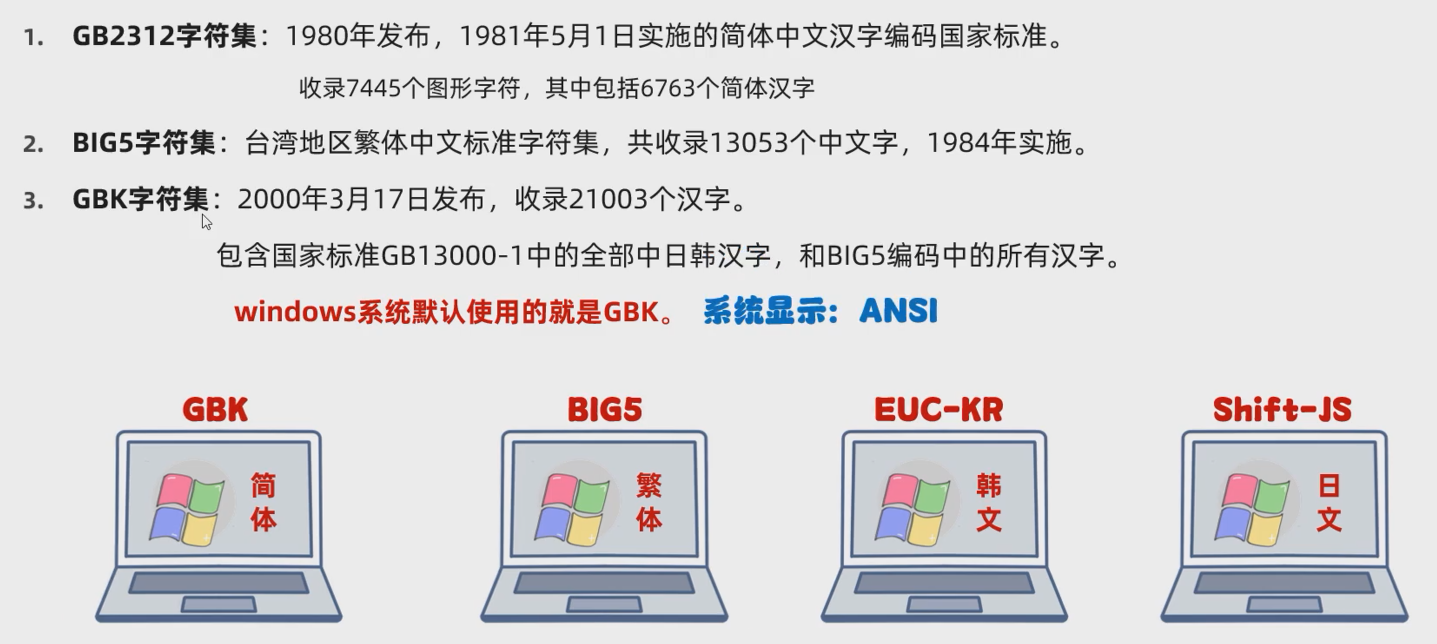 1. GB2312字符集：1980年发布，1981年5月1日实施的简体中文汉字编码国家标准。
收录7445个图形字符，其中包括6763个简体汉字
2. BIG5字符集：台湾地区繁体中文标准字符集，共收录13053个中文字，1984年实施。
3. GBK字符集：2000年3月17日发布，收录21003个汉字。
包含国家标准GB13000-1中的全部中日韩汉字，和BIG5编码中的所有汉字。
windows系统默认使用的就是GBK。 系统显示：ANSI
GBK
简体
BIG5
繁体
EUC-KR
韩文
Shift-JS
日文